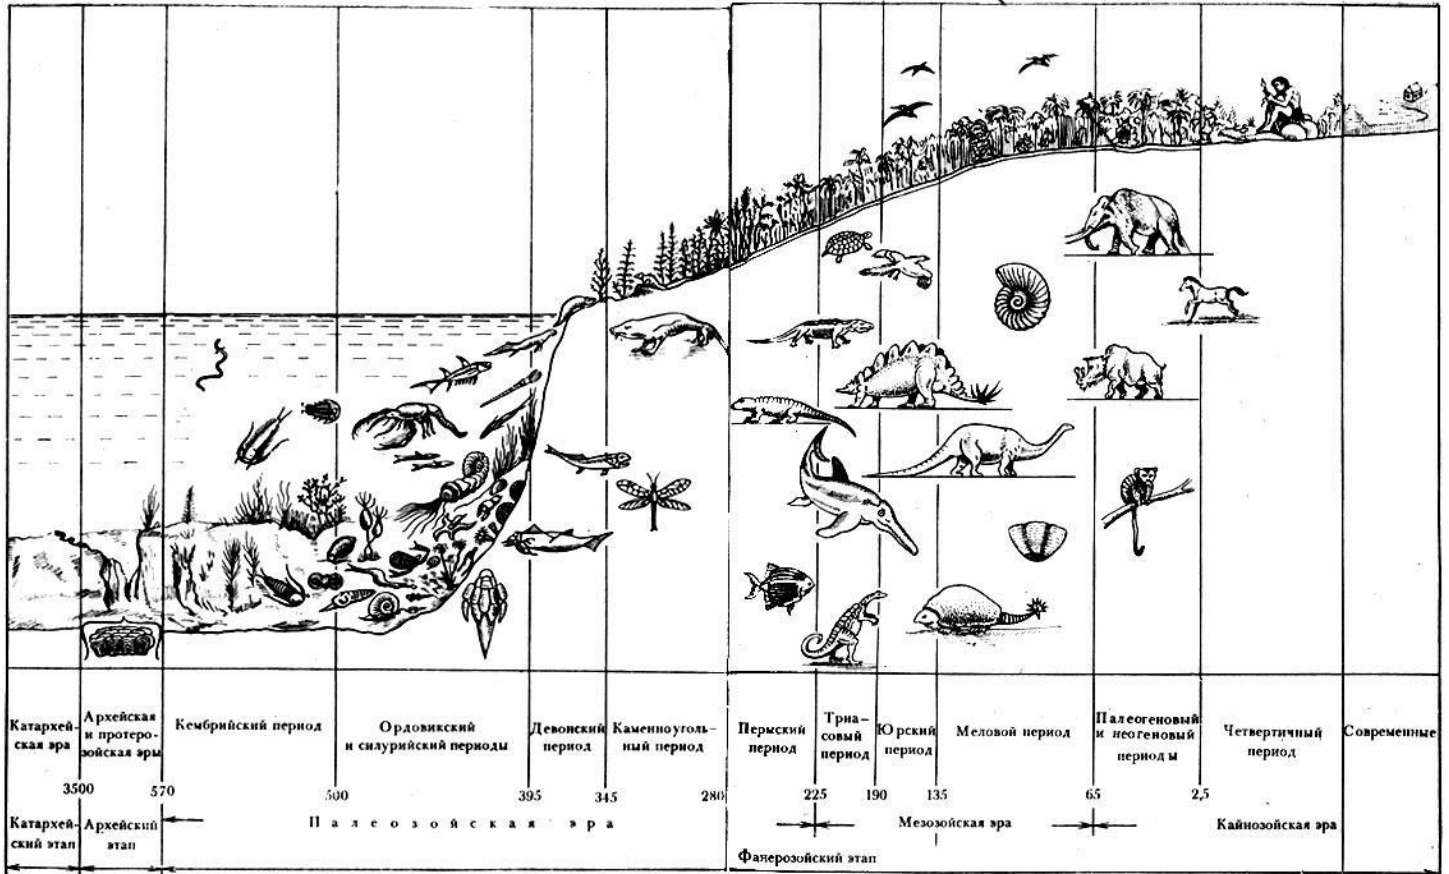 Катархей-
ская эра
Архейская
и протеро-
зойская эры
Кембрийский период
Ордовикский
и силурийский периоды
Девонский
период
Каменноуголь-
ный период
Пермский
период
Триа-
совый
период
Юрский
период
Меловой период
Палеогеновый
и неогеновый
периоды
Четвертичный
период
Современные
3500
570
500
395
345
280
225
190
135
65
2,5
Катархей-
ский этап
Архейский
этап
Палеозойская эра
Мезозойская эра
Кайнозойская эра
Фанерозойский этап